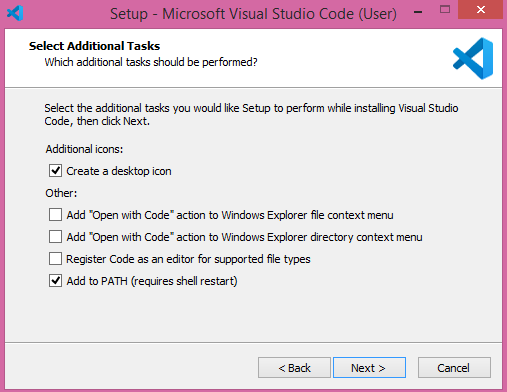 Setup - Microsoft Visual Studio Code (User)
Select Additional Tasks
Which additional tasks should be performed?
Select the additional tasks you would like Setup to perform while installing Visual Studio
Code, then click Next.
Additional icons:
Create a desktop icon
Other:
Add "Open with Code" action to Windows Explorer file context menu
Add "Open with Code" action to Windows Explorer directory context menu
Register Code as an editor for supported file types
Add to PATH (requires shell restart)
< Back
Next >
Cancel